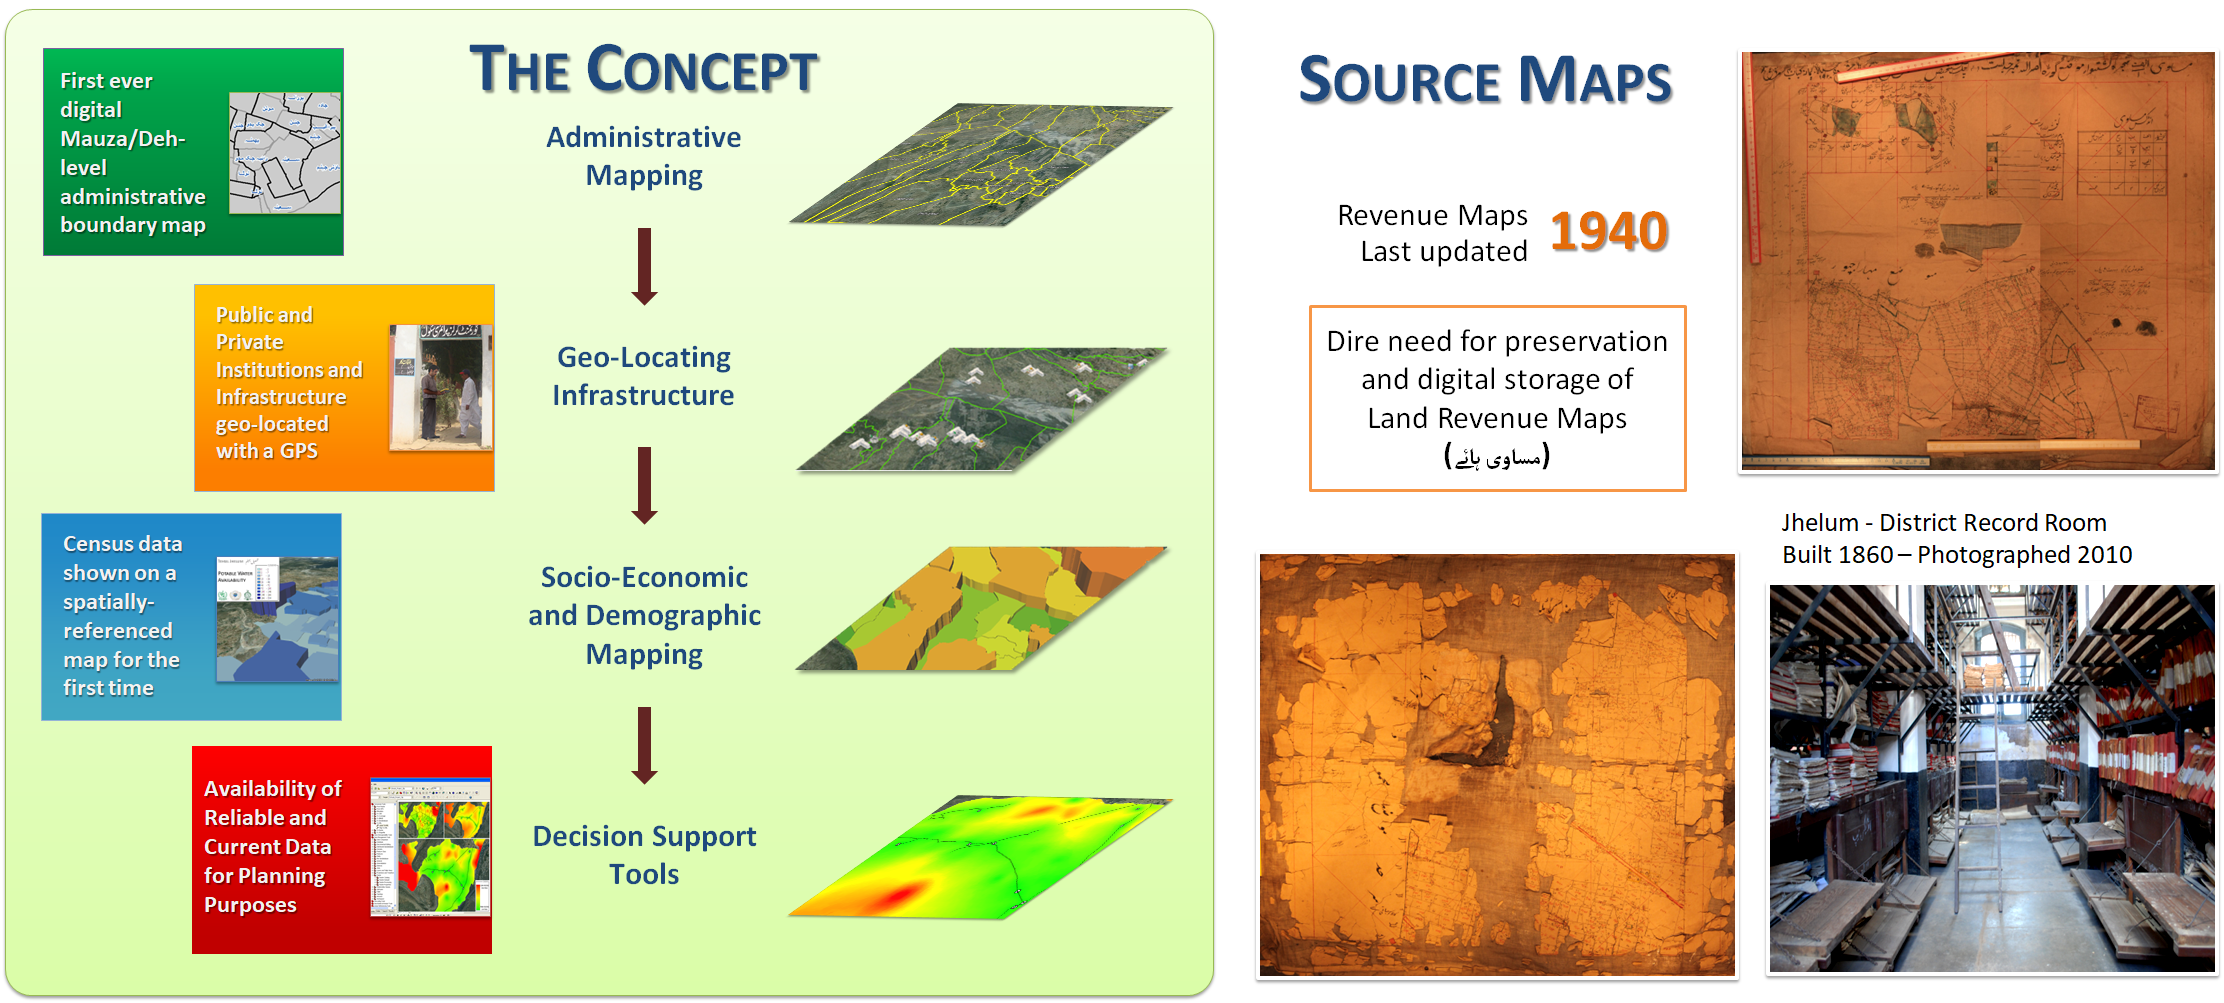 THE CONCEPT
First ever
digital
Mauza/Deh-
level
administrative
boundary map
Administrative
Mapping
Public and
Private
Institutions and
Infrastructure
geo-located
with a GPS
Geo-Locating
Infrastructure
Census data
shown on a
spatially-
referenced
map for the
first time
POTABLE WATER
AVAILABILITY
Socio-Economic
and Demographic
Mapping
Availability of
Reliable and
Current Data
for Planning
Purposes
Decision Support
Tools
SOURCE MAPS
Revenue Maps
Last updated
1940
Dire need for preservation
and digital storage of
Land Revenue Maps
(مساوی ہائے)
Jhelum - District Record Room
Built 1860 – Photographed 2010